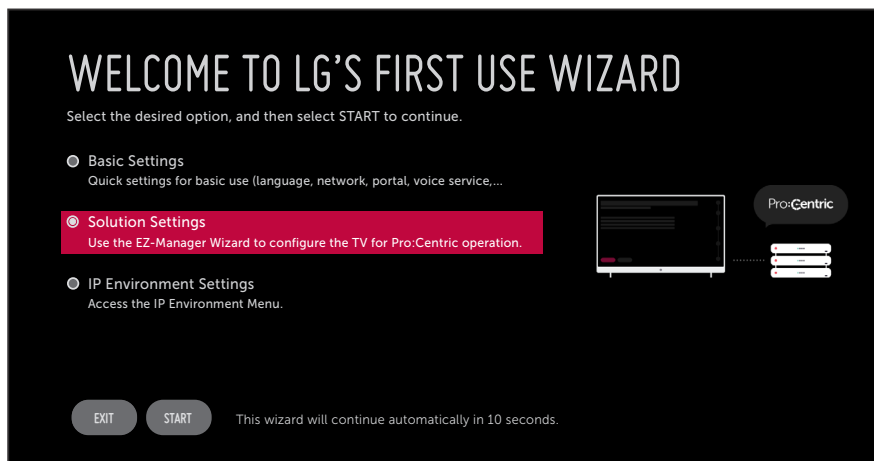 WELCOME TO LG'S FIRST USE WIZARD
Select the desired option, and then select START to continue.
Basic Settings
Quick settings for basic use (language, network, portal, voice service,...
Solution Settings
Use the EZ-Manager Wizard to configure the TV for Pro:Centric operation.
Pro:Centric
IP Environment Settings
Access the IP Environment Menu.
EXIT
START
This wizard will continue automatically in 10 seconds.